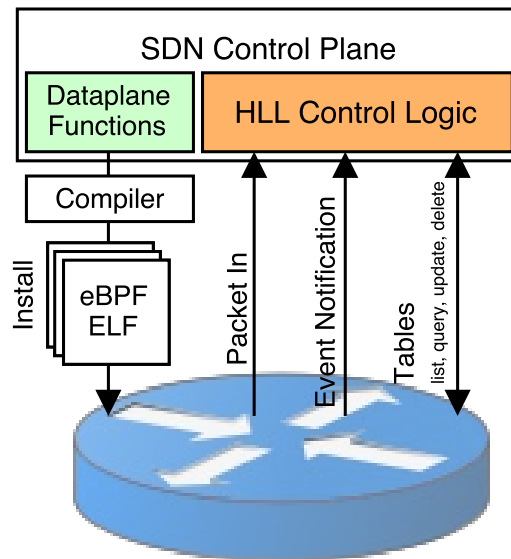 SDN Control Plane
Dataplane
Functions
HLL Control Logic
Compiler
Install
eBPF
ELF
Packet In
Event Notification
Tables
list, query, update, delete